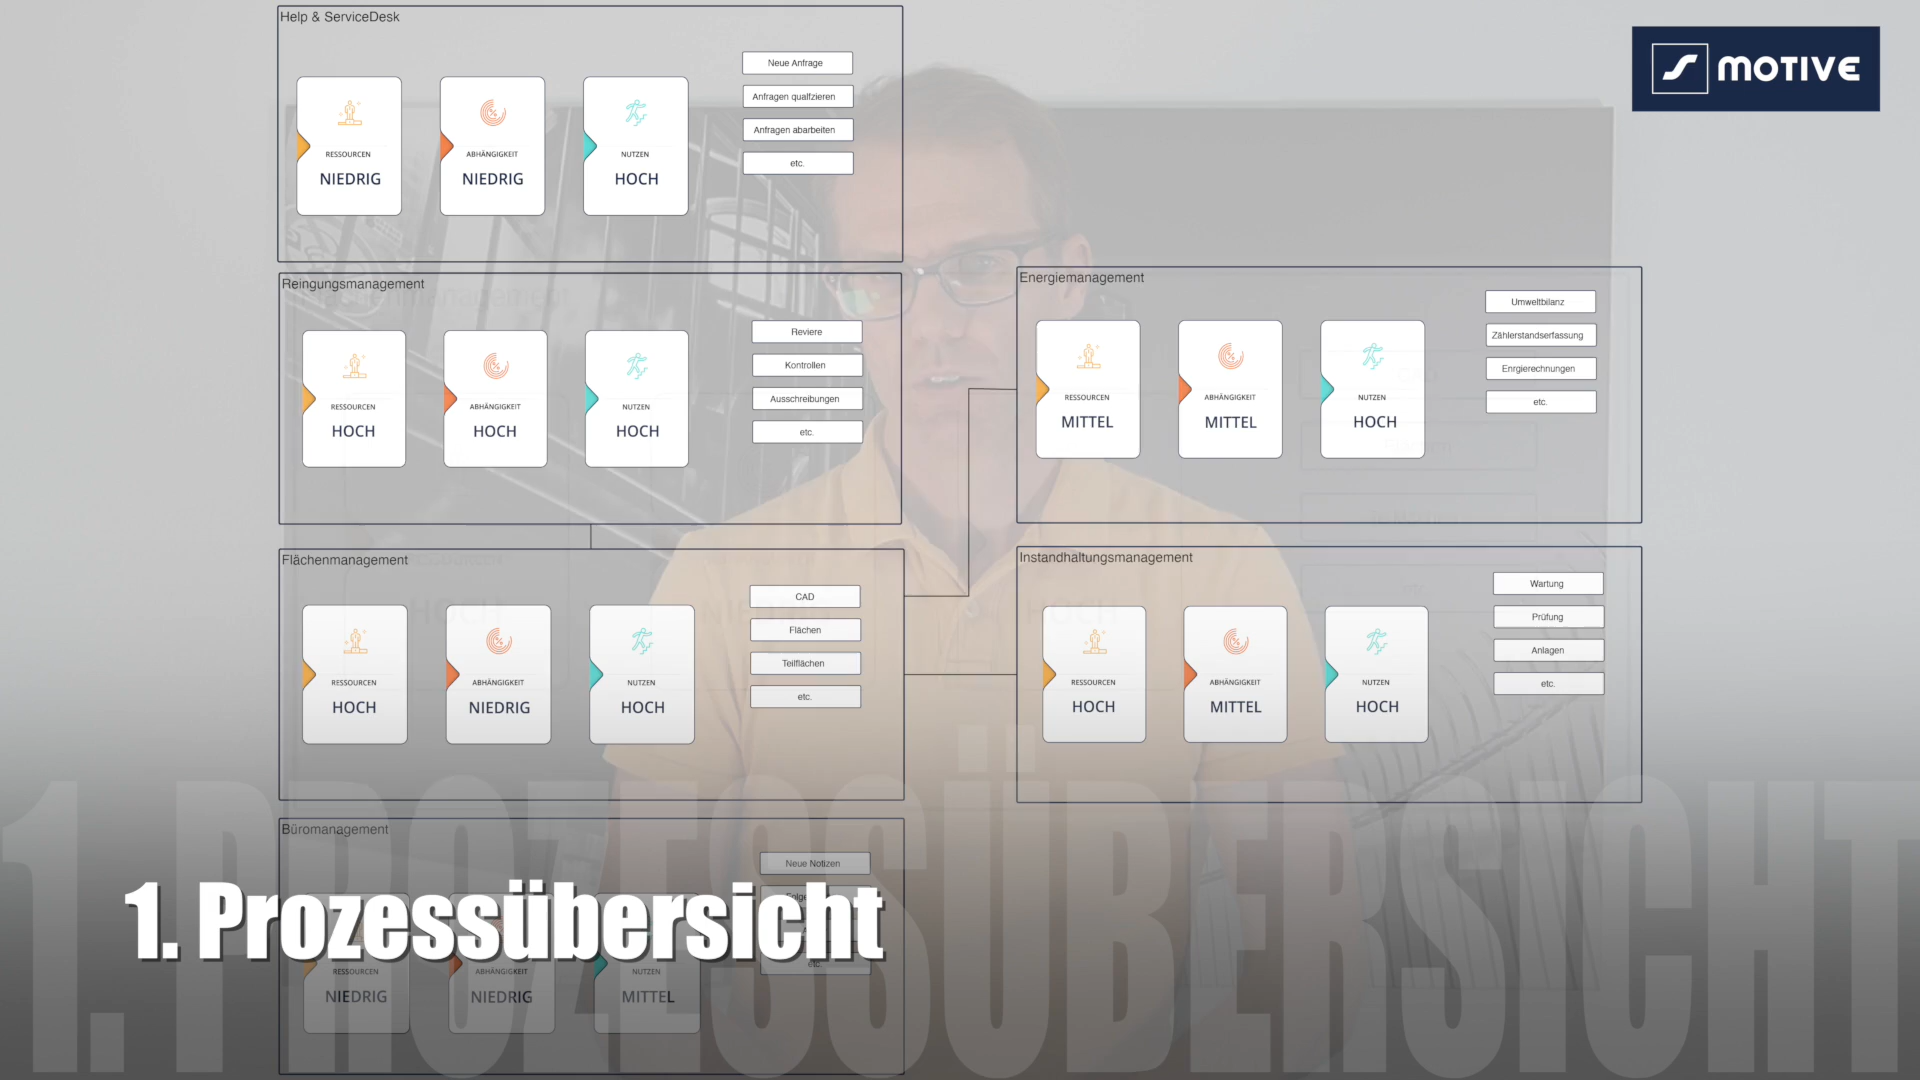 Help & ServiceDesk
Neue Anfrage
Anfragen qualfzieren
Anfragen abarbeiten
etc.
RESSOURCEN
NIEDRIG
ABHÄNGIGKEIT
NIEDRIG
NUTZEN
HOCH
MOTIVE
Reingungsmanagement
Reviere
Kontrollen
Ausschreibungen
etc.
RESSOURCEN
HOCH
ABHÄNGIGKEIT
HOCH
NUTZEN
HOCH
Energiemanagement
Umweltbilanz
Zählerstandserfassung
Enrgierechnungen
etc.
RESSOURCEN
MITTEL
ABHÄNGIGKEIT
MITTEL
NUTZEN
HOCH
Flächenmanagement
CAD
Flächen
Teilflächen
etc.
RESSOURCEN
HOCH
ABHÄNGIGKEIT
NIEDRIG
NUTZEN
HOCH
Instandhaltungsmanagement
Wartung
Prüfung
Anlagen
etc.
RESSOURCEN
HOCH
ABHÄNGIGKEIT
MITTEL
NUTZEN
HOCH
Büromanagement
Neue Notizen
etc.
RESSOURCEN
NIEDRIG
ABHÄNGIGKEIT
NIEDRIG
NUTZEN
MITTEL
1. Prozessübersicht
1. PROZESSÜBERSICHT